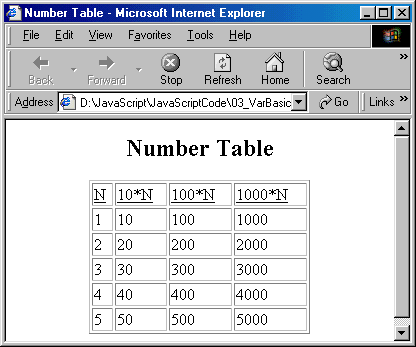 Number Table - Microsoft Internet Explorer
File Edit View Favorites Tools Help
Back Forward Stop Refresh Home Search »
Address D:\JavaScript\JavaScriptCode\03_VarBasic Go Links »
Number Table
N 10*N 100*N 1000*N
1 10 100 1000
2 20 200 2000
3 30 300 3000
4 40 400 4000
5 50 500 5000